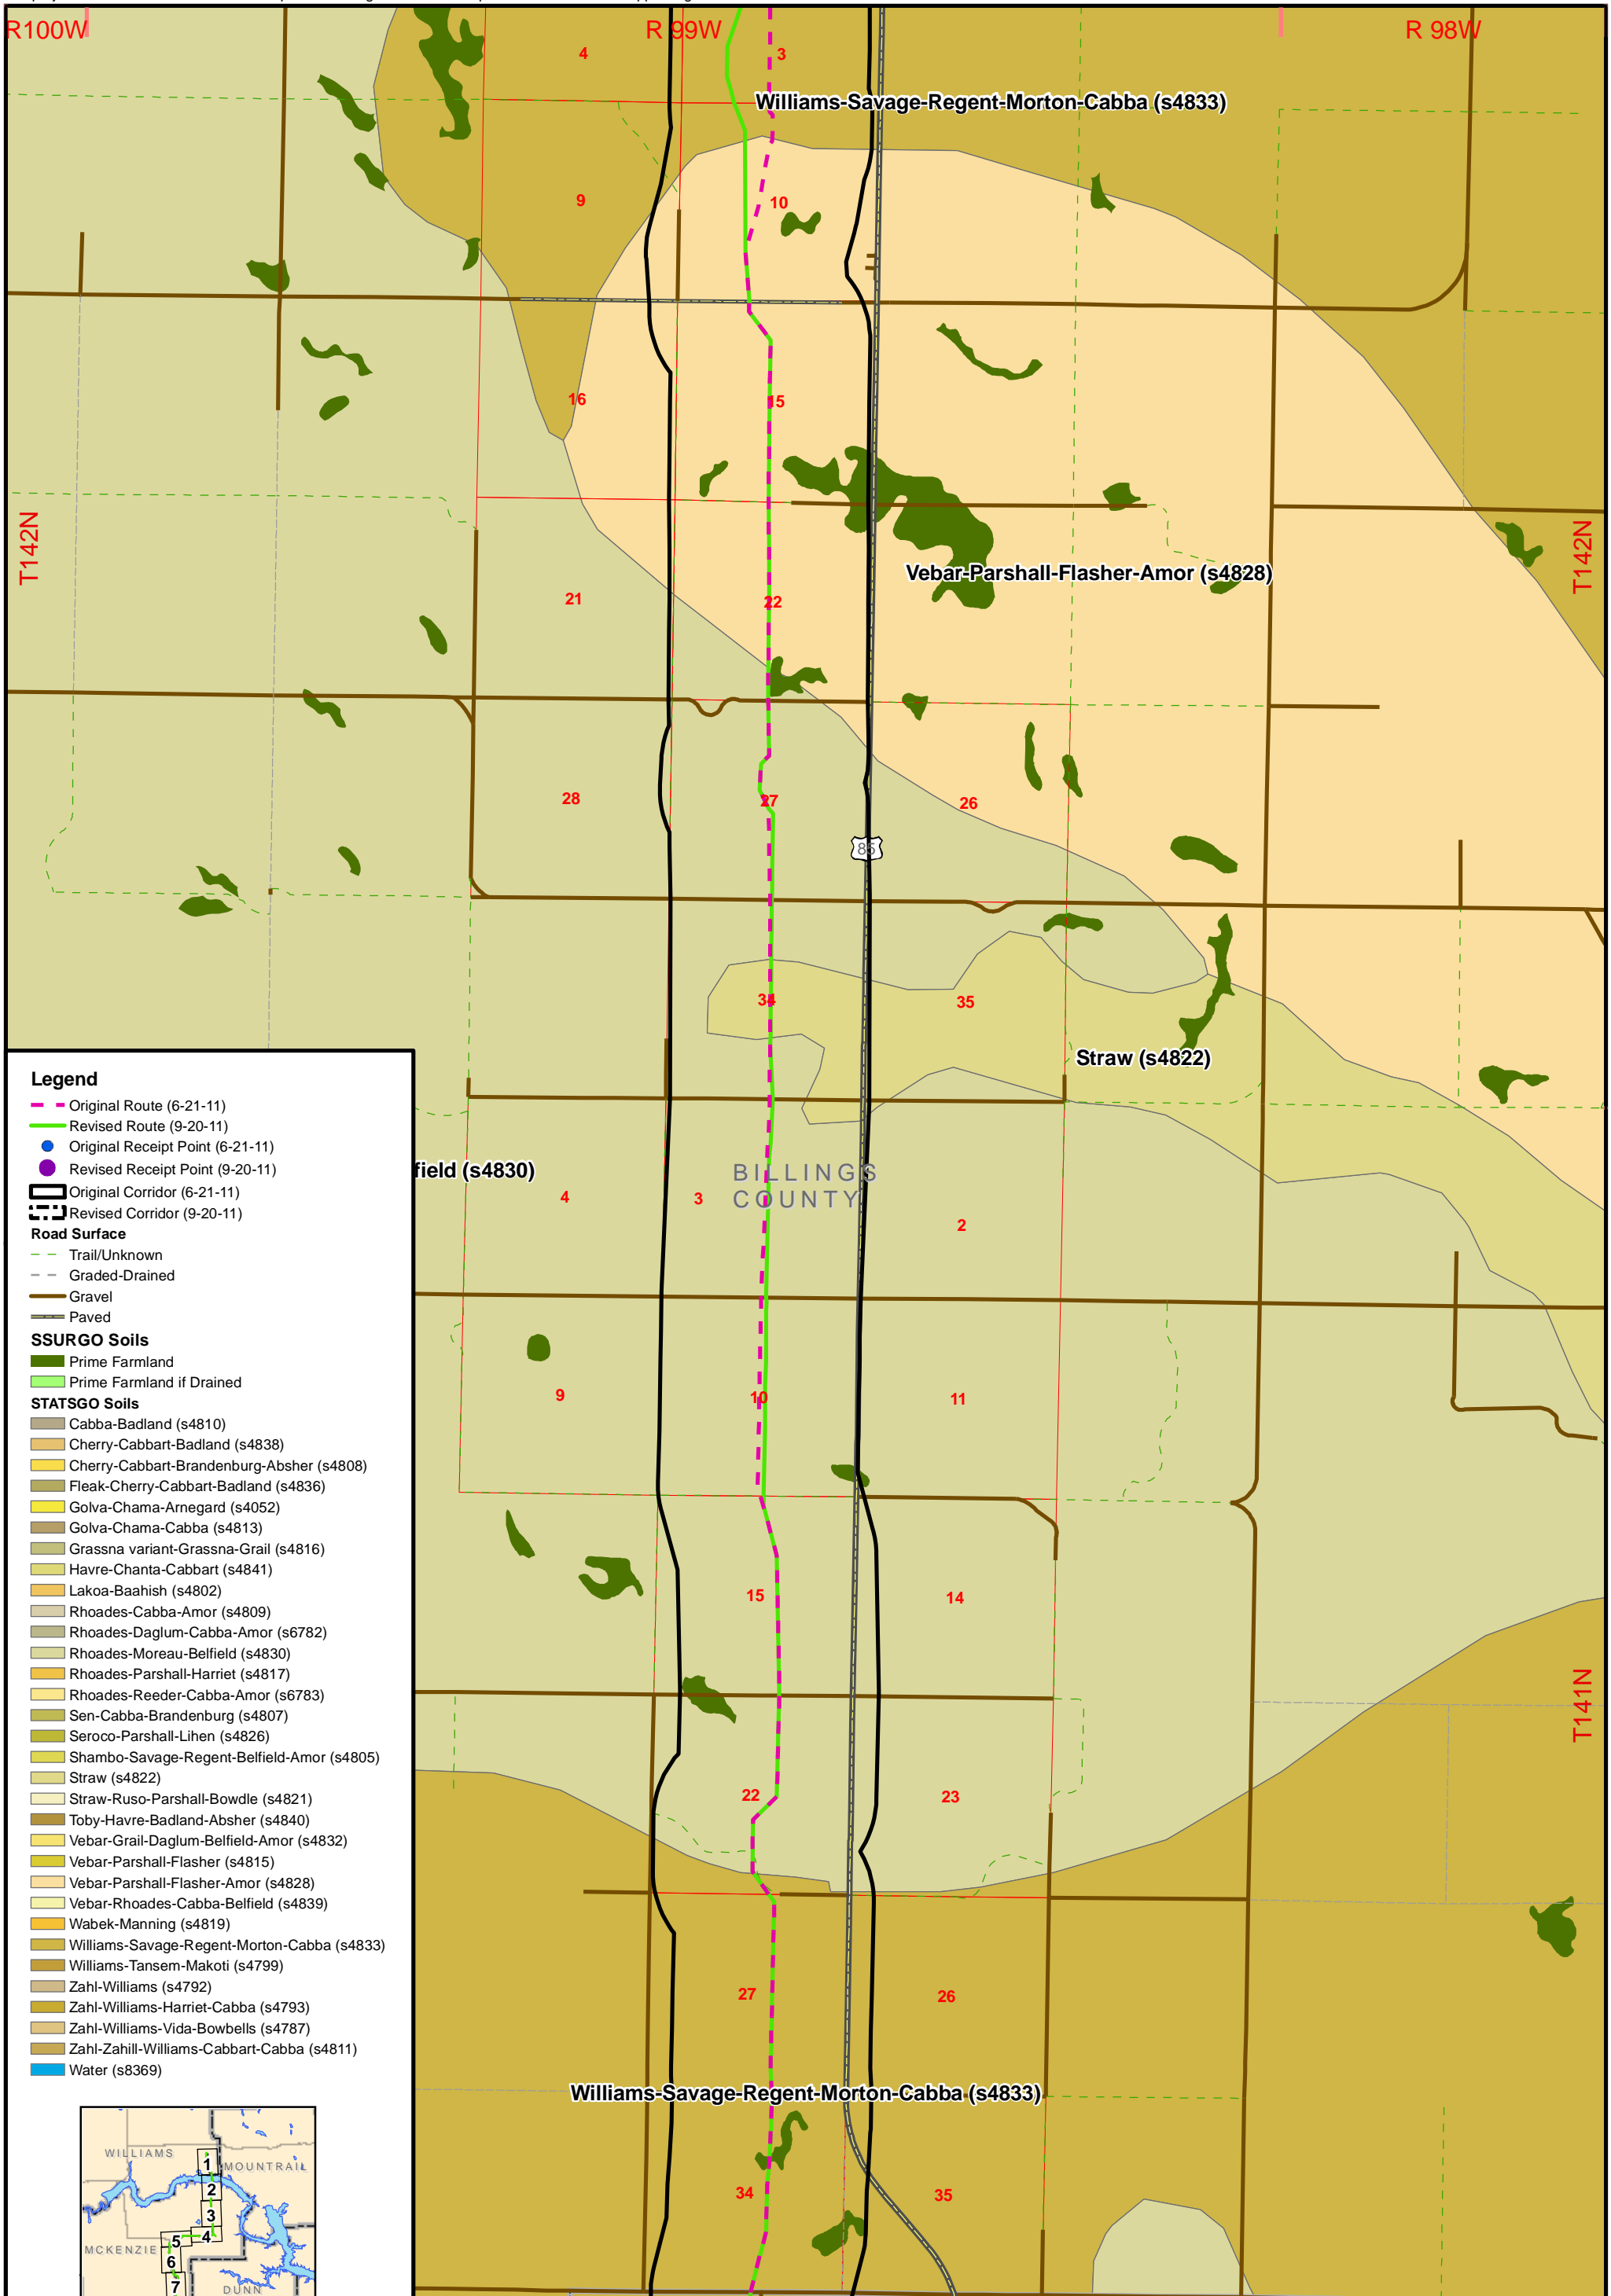 R100W
R 99W
R 98W
4
3
Williams-Savage-Regent-Morton-Cabba (s4833)
9
10
16
15
T142N
T142N
Vebar-Parshall-Flasher-Amor (s4828)
21
22
28
27
26
85
34
35
Straw (s4822)
field (s4830)
BILLINGS
COUNTY
4
3
2
9
10
11
15
14
T141N
22
23
27
26
Williams-Savage-Regent-Morton-Cabba (s4833)
34
35
Legend
Original Route (6-21-11)
Revised Route (9-20-11)
Original Receipt Point (6-21-11)
Revised Receipt Point (9-20-11)
Original Corridor (6-21-11)
Revised Corridor (9-20-11)
Road Surface
Trail/Unknown
Graded-Drained
Gravel
Paved
SSURGO Soils
Prime Farmland
Prime Farmland if Drained
STATSGO Soils
Cabba-Badland (s4810)
Cherry-Cabbart-Badland (s4838)
Cherry-Cabbart-Brandenburg-Absher (s4808)
Fleak-Cherry-Cabbart-Badland (s4836)
Golva-Chama-Arnegard (s4052)
Golva-Chama-Cabba (s4813)
Grassna variant-Grassna-Grail (s4816)
Havre-Chanta-Cabbart (s4841)
Lakoa-Baahish (s4802)
Rhoades-Cabba-Amor (s4809)
Rhoades-Daglum-Cabba-Amor (s6782)
Rhoades-Moreau-Belfield (s4830)
Rhoades-Parshall-Harriet (s4817)
Rhoades-Reeder-Cabba-Amor (s6783)
Sen-Cabba-Brandenburg (s4807)
Seroco-Parshall-Lihen (s4826)
Shambo-Savage-Regent-Belfield-Amor (s4805)
Straw (s4822)
Straw-Ruso-Parshall-Bowdle (s4821)
Toby-Havre-Badland-Absher (s4840)
Vebar-Grail-Daglum-Belfield-Amor (s4832)
Vebar-Parshall-Flasher (s4815)
Vebar-Parshall-Flasher-Amor (s4828)
Vebar-Rhoades-Cabba-Belfield (s4839)
Wabek-Manning (s4819)
Williams-Savage-Regent-Morton-Cabba (s4833)
Williams-Tansem-Makoti (s4799)
Zahl-Williams (s4792)
Zahl-Williams-Harriet-Cabba (s4793)
Zahl-Williams-Vida-Bowbells (s4787)
Zahl-Zahill-Williams-Cabbart-Cabba (s4811)
Water (s8369)
WILLIAMS
1
MOUNTRAIL
2
3
4
5
MCKENZIE
6
7
DUNN